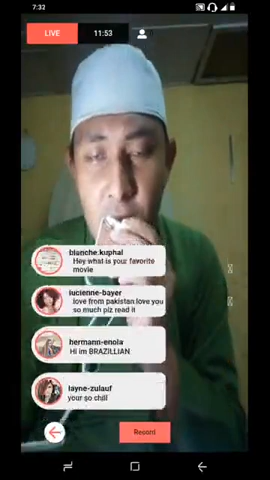 7:32
LIVE
11:53
blanche.kuphal
Hey what is your favorite
movie
lucienne-bayer
love from pakistan.love you
so much plz read it
hermann-enola
Hi im BRAZILLIAN
layne-zulauf
your so chill
Record